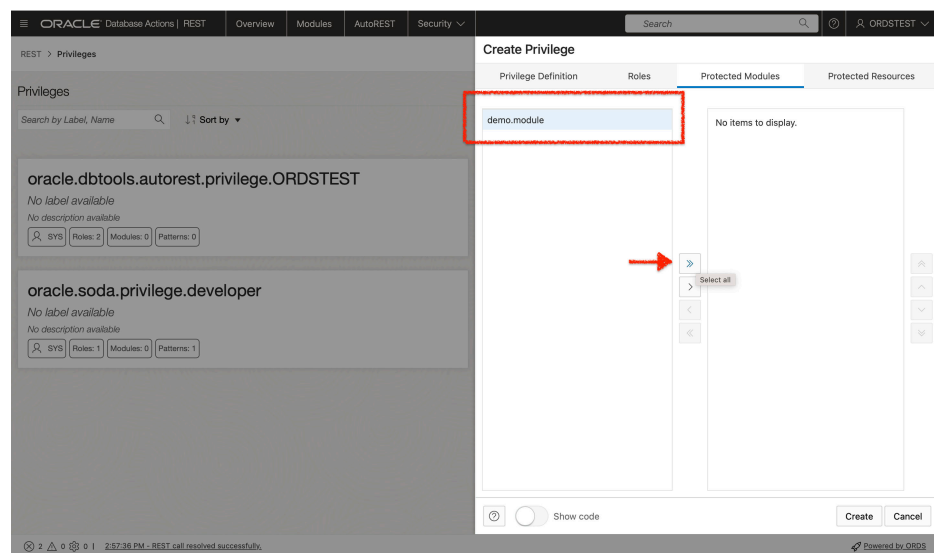 ORACLE Database Actions | REST
Overview
Modules
AutoREST
Security
Search
ORDSTEST
REST > Privileges
Privileges
Search by Label, Name
Sort by
oracle.dbtools.autorest.privilege.ORDSTEST
No label available
No description available
SYS
Roles: 2
Modules: 0
Patterns: 0
oracle.soda.privilege.developer
No label available
No description available
SYS
Roles: 1
Modules: 0
Patterns: 1
Create Privilege
Privilege Definition
Roles
Protected Modules
Protected Resources
demo.module
No items to display.
Select all
Show code
Create
Cancel
2
0
0 | 2:57:36 PM - REST call resolved successfully.
Powered by ORDS